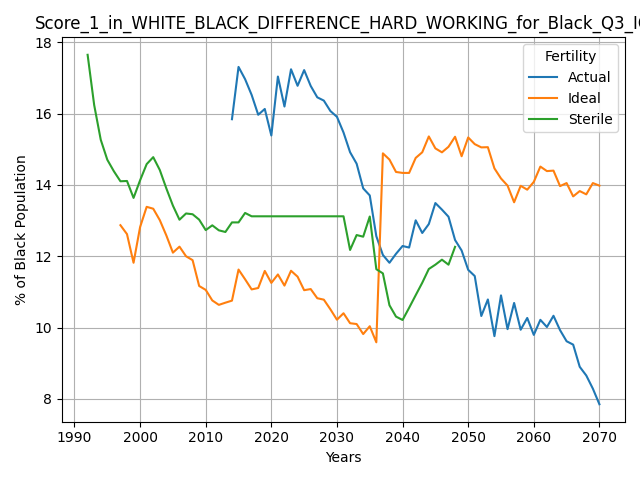 Score_1_in_WHITE_BLACK_DIFFERENCE_HARD_WORKING_for_Black_Q3_I
Fertility
Actual
Ideal
Sterile
% of Black Population
18
16
14
12
10
8
1990 2000 2010 2020 2030 2040 2050 2060 2070
Years